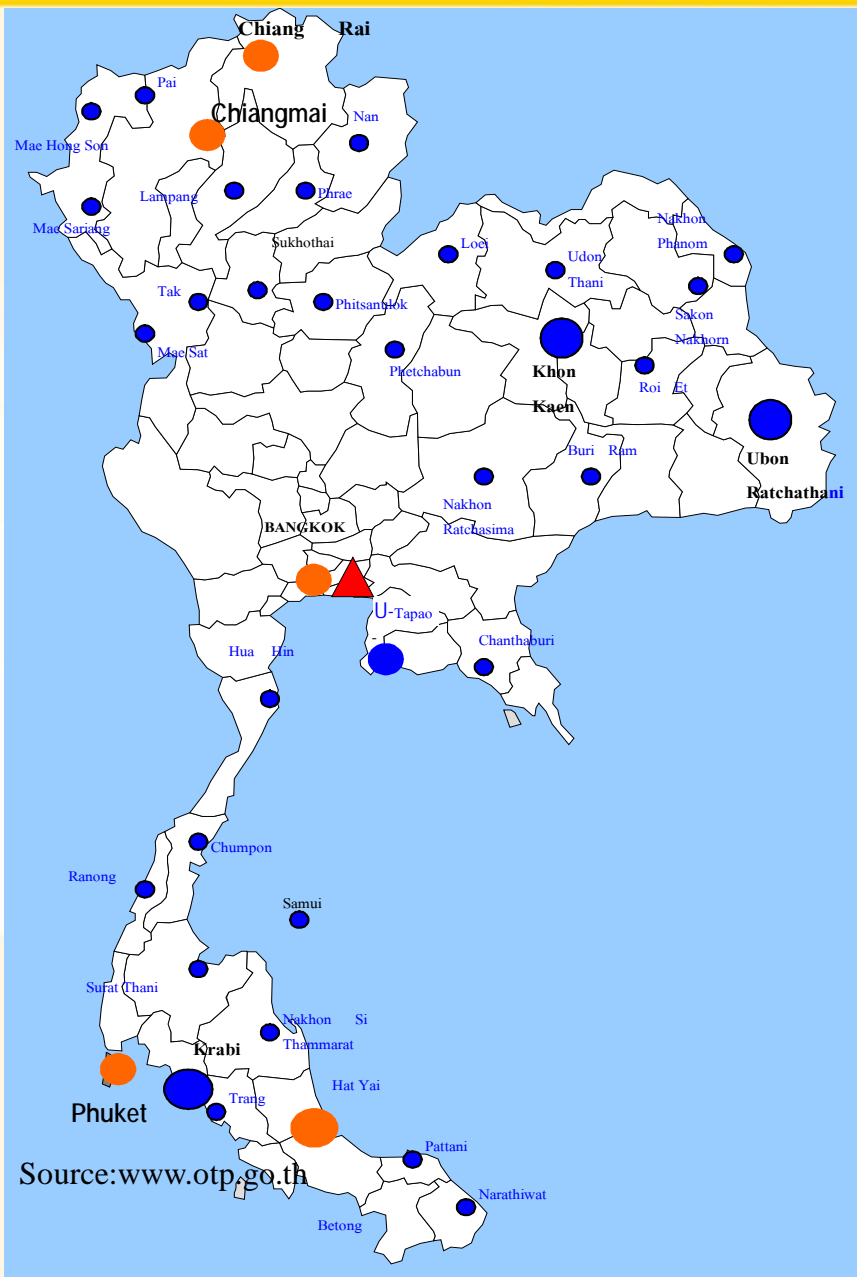 Chiang Rai
Pai
Chiangmai
Nan
Mae Hong Son
Lampang
Phrae
Mae Sariang
Sukhothai
Loei
Udon
Thani
Nakhon
Phanom
Tak
Phitsanulok
Sakon
Nakhorn
Mae Sat
Phetchabun
Khon
Kaen
Roi Et
Buri Ram
Ubon
Ratchathani
Nakhon
Ratchasima
BANGKOK
U-Tapao
-
Hua Hin
Chanthaburi
Chumpon
Ranong
Samui
Surat Thani
Nakhon Si
Thammarat
Krabi
Hat Yai
Trang
Phuket
Pattani
Source:www.otp.go.th
Narathiwat
Betong